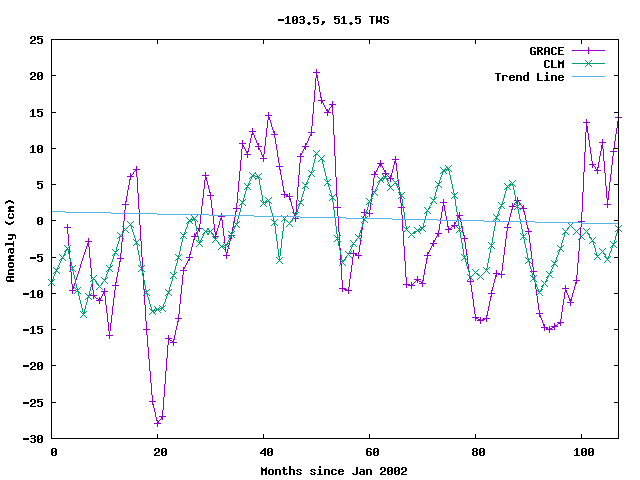 -103.5, 51.5 TWS
GRACE
CLM
Trend Line
25
20
15
10
5
0
-5
-10
-15
-20
-25
-30
Anomaly (cm)
0 20 40 60 80 100
Months since Jan 2002